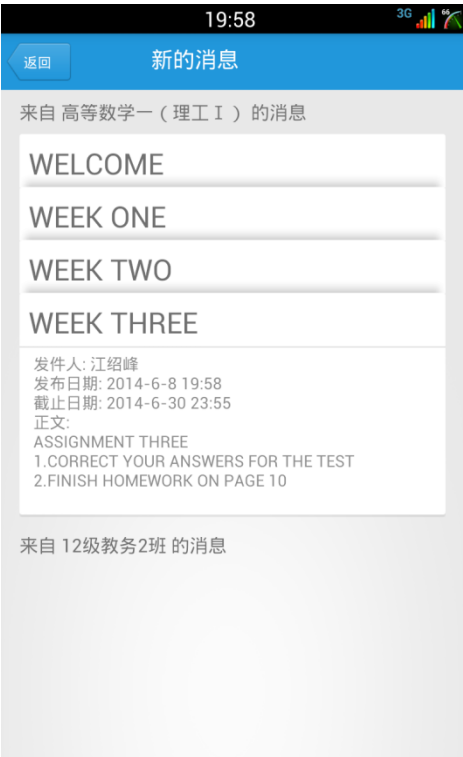 19:58
3G
66
返回
新的消息
来自 高等数学一（理工Ⅰ）的消息
WELCOME
WEEK ONE
WEEK TWO
WEEK THREE
发件人: 江绍峰
发布日期: 2014-6-8 19:58
截止日期: 2014-6-30 23:55
正文:
ASSIGNMENT THREE
1.CORRECT YOUR ANSWERS FOR THE TEST
2.FINISH HOMEWORK ON PAGE 10
来自 12级教务2班 的消息